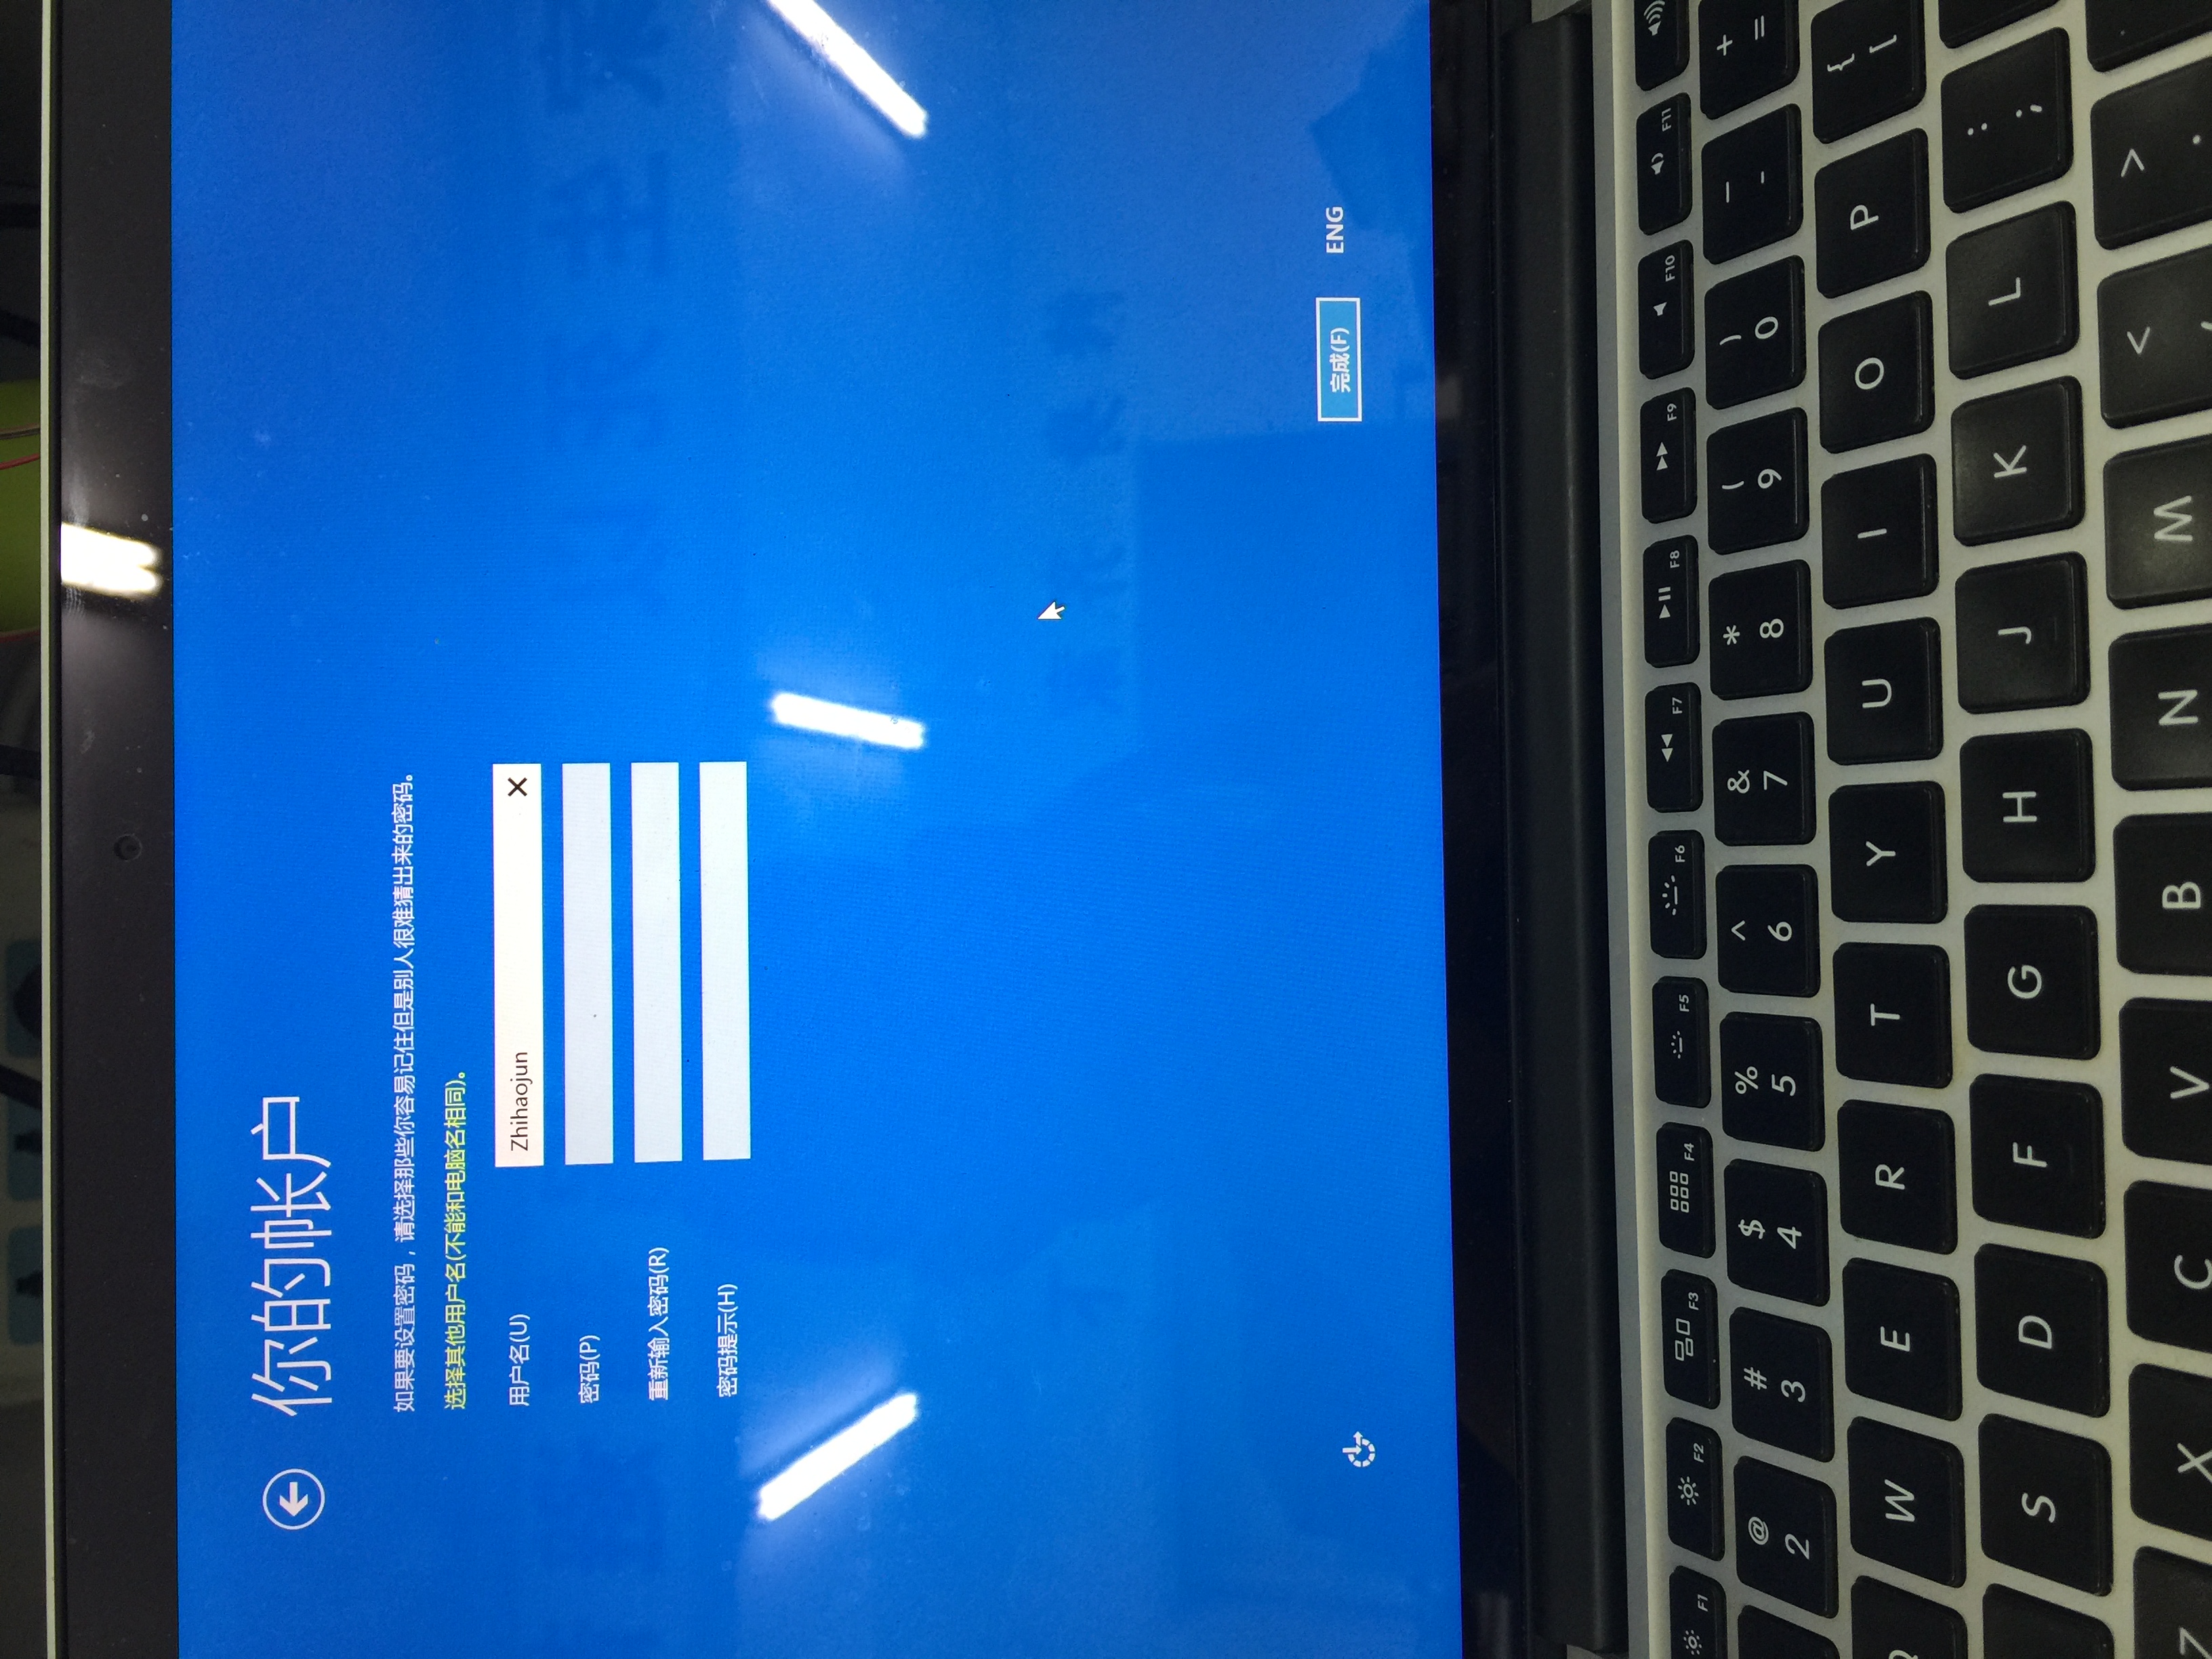 你的帐户
如果要设置密码，请选择那些你容易记住但是别人很难猜出来的密码。
选择其他用户名(不能和电脑名相同)。
用户名(U) Zhihaojun
密码(P)
重新输入密码(R)
密码提示(H)
完成(F) ENG
F1 F2 F3 F4 F5 F6 F7 F8 F9 F10 F11
@ # $ % ^ & * ( ) — +
2 3 4 5 6 7 8 9 0 - =
W E R T Y U I O P { [
S D F G H J K L : ;
Z X C V B N M < > .